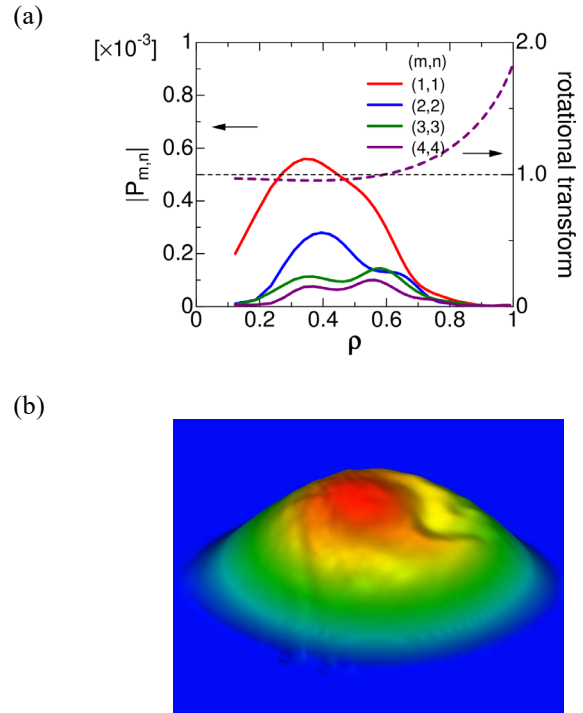 (a)
[×10⁻³]
1
0.8
0.6
0.4
0.2
0
|Pm,n|
(m,n)
(1,1)
(2,2)
(3,3)
(4,4)
2.0
1.0
0
rotational transform
0 0.2 0.4 0.6 0.8 1
ρ
(b)